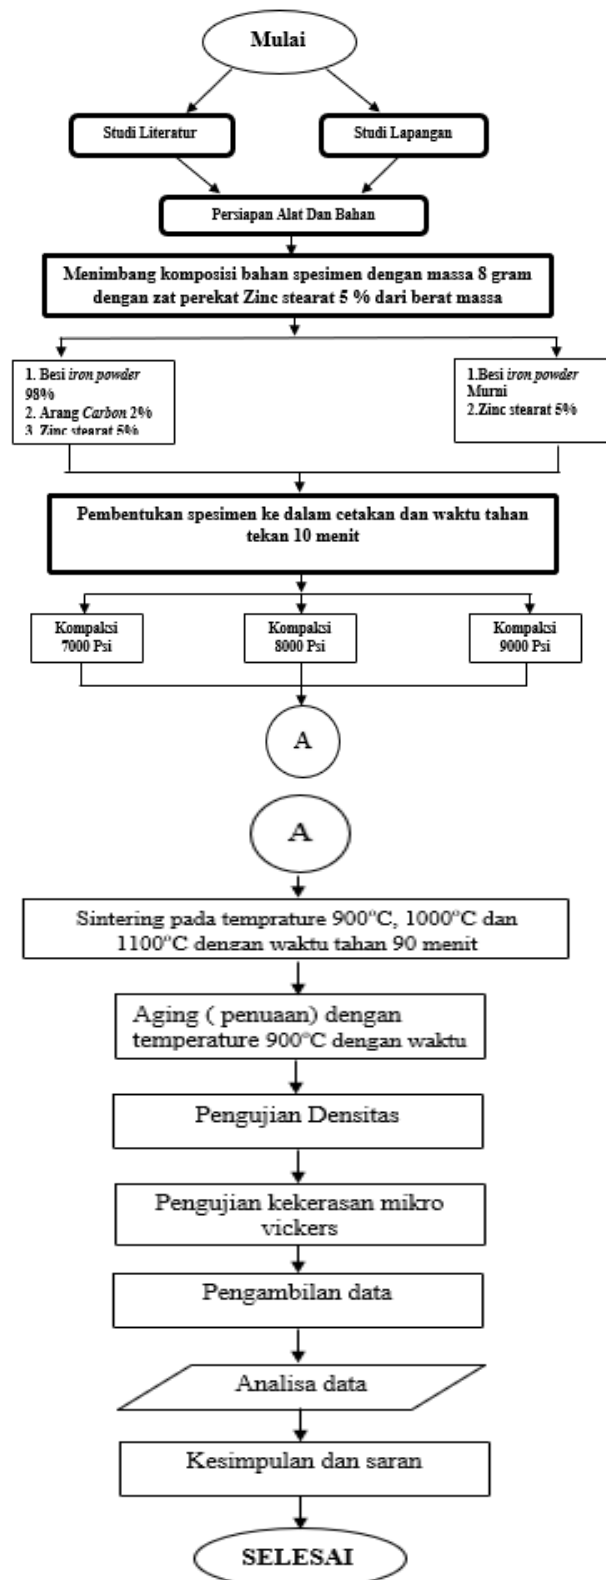 Mulai
Studi Literatur
Studi Lapangan
Persiapan Alat Dan Bahan
Menimbang komposisi bahan spesimen dengan massa 8 gram
dengan zat perekat Zinc stearat 5 % dari berat massa
1. Besi iron powder
98%
2. Arang Carbon 2%
3. Zinc stearat 5%
1.Besi iron powder
Murni
2.Zinc stearat 5%
Pembentukan spesimen ke dalam cetakan dan waktu tahan
tekan 10 menit
Kompaksi
7000 Psi
Kompaksi
8000 Psi
Kompaksi
9000 Psi
A
A
Sintering pada temprature 900°C, 1000°C dan
1100°C dengan waktu tahan 90 menit
Aging ( penuaan) dengan
temperature 900°C dengan waktu
Pengujian Densitas
Pengujian kekerasan mikro
vickers
Pengambilan data
Analisa data
Kesimpulan dan saran
SELESAI